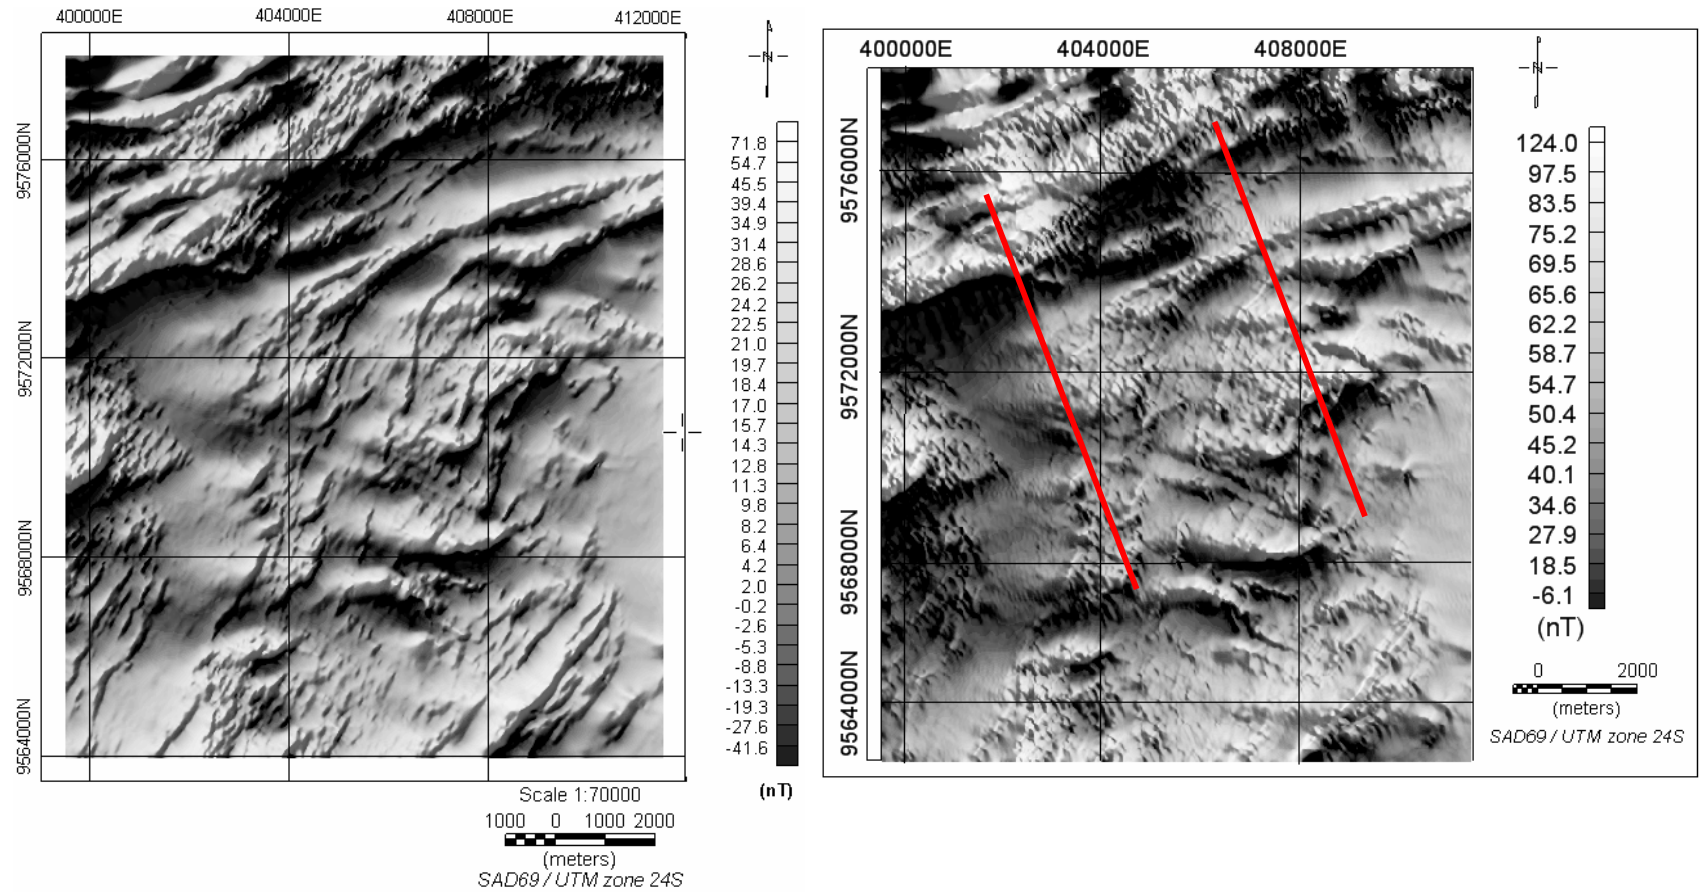 400000E 404000E 408000E 412000E
N
9576000N
9572000N
9568000N
9564000N
71.8
54.7
45.5
39.4
34.9
31.4
28.6
26.2
24.2
22.5
21.0
19.7
18.4
17.0
15.7
14.3
12.8
11.3
9.8
8.2
6.4
4.2
2.0
-0.2
-2.6
-5.3
-8.8
-13.3
-19.3
-27.6
-41.6
(nT)
Scale 1:70000
1000 0 1000 2000
(meters)
SAD69 / UTM zone 24S
400000E 404000E 408000E
N
9576000N
9572000N
9568000N
9564000N
124.0
97.5
83.5
75.2
69.5
65.6
62.2
58.7
54.7
50.4
45.2
40.1
34.6
27.9
18.5
-6.1
(nT)
0 2000
(meters)
SAD69 / UTM zone 24S